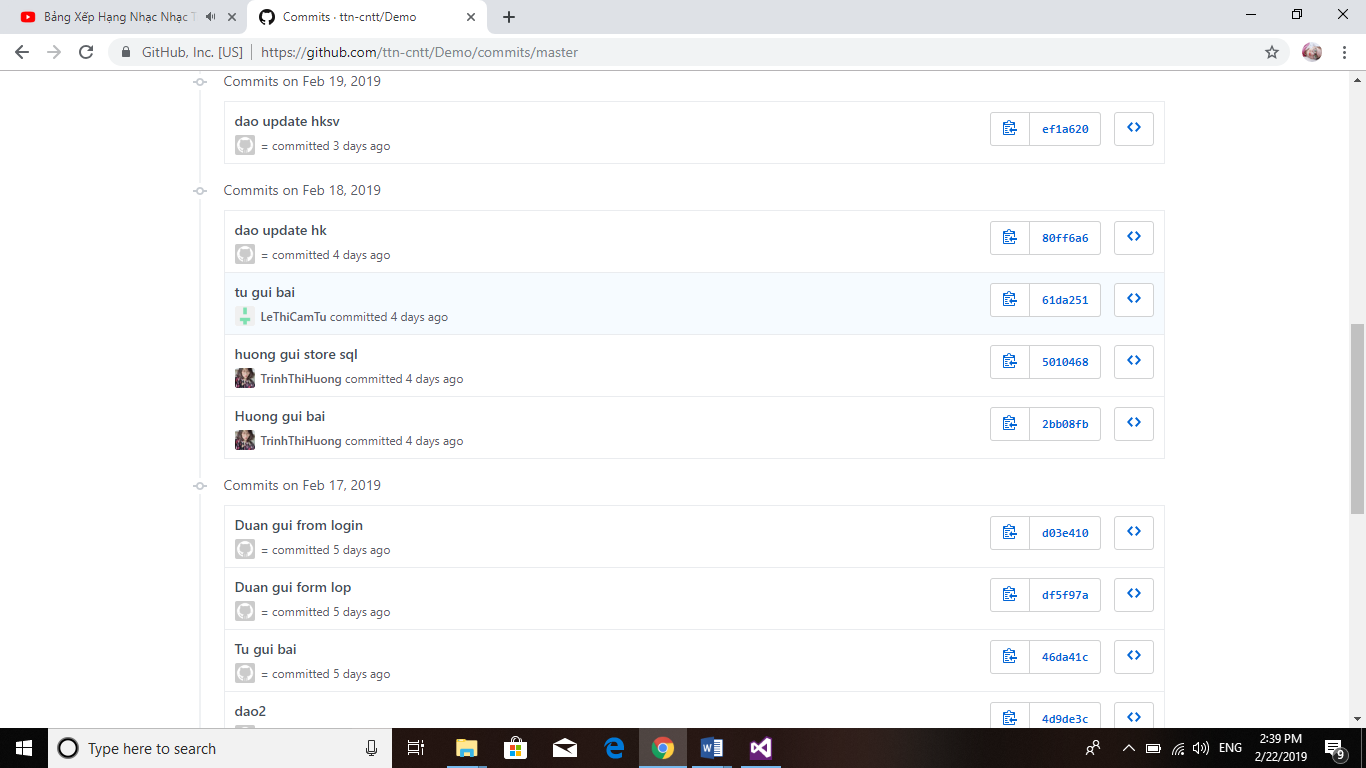 Bảng Xếp Hạng Nhạc Nhạc T
Commits · ttn-cntt/Demo
GitHub, Inc. [US]
https://github.com/ttn-cntt/Demo/commits/master
Commits on Feb 19, 2019
dao update hksv
= committed 3 days ago
ef1a620
Commits on Feb 18, 2019
dao update hk
= committed 4 days ago
80ff6a6
tu gui bai
LeThiCamTu committed 4 days ago
61da251
huong gui store sql
TrinhThiHuong committed 4 days ago
5010468
Huong gui bai
TrinhThiHuong committed 4 days ago
2bb08fb
Commits on Feb 17, 2019
Duan gui from login
= committed 5 days ago
d03e410
Duan gui form lop
= committed 5 days ago
df5f97a
Tu gui bai
= committed 5 days ago
46da41c
dao2
4d9de3c
Type here to search
ENG
2:39 PM
2/22/2019
9